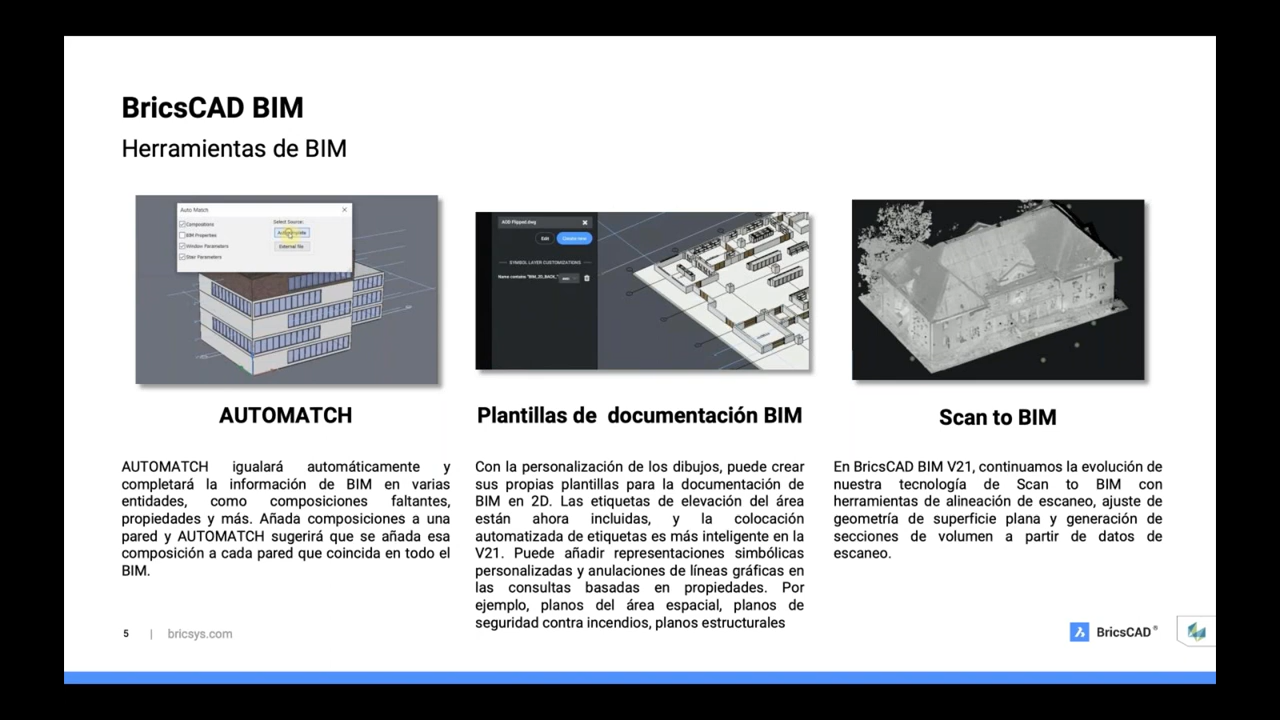 BricsCAD BIM
Herramientas de BIM
Auto Match
Compositions
BIM Properties
Window Parameters
Stair Parameters
Select Source:
External file
AUTOMATCH
AUTOMATCH igualará automáticamente y
completará la información de BIM en varias
entidades, como composiciones faltantes,
propiedades y más. Añada composiciones a una
pared y AUTOMATCH sugerirá que se añada esa
composición a cada pared que coincida en todo el
BIM.
Edit
Create new
SYMBOL LAYER CUSTOMIZATIONS
Plantillas de documentación BIM
Con la personalización de los dibujos, puede crear
sus propias plantillas para la documentación de
BIM en 2D. Las etiquetas de elevación del área
están ahora incluidas, y la colocación
automatizada de etiquetas es más inteligente en la
V21. Puede añadir representaciones simbólicas
personalizadas y anulaciones de líneas gráficas en
las consultas basadas en propiedades. Por
ejemplo, planos del área espacial, planos de
seguridad contra incendios, planos estructurales
Scan to BIM
En BricsCAD BIM V21, continuamos la evolución de
nuestra tecnología de Scan to BIM con
herramientas de alineación de escaneo, ajuste de
geometría de superficie plana y generación de
secciones de volumen a partir de datos de
escaneo.
5 | bricsys.com
BricsCAD®